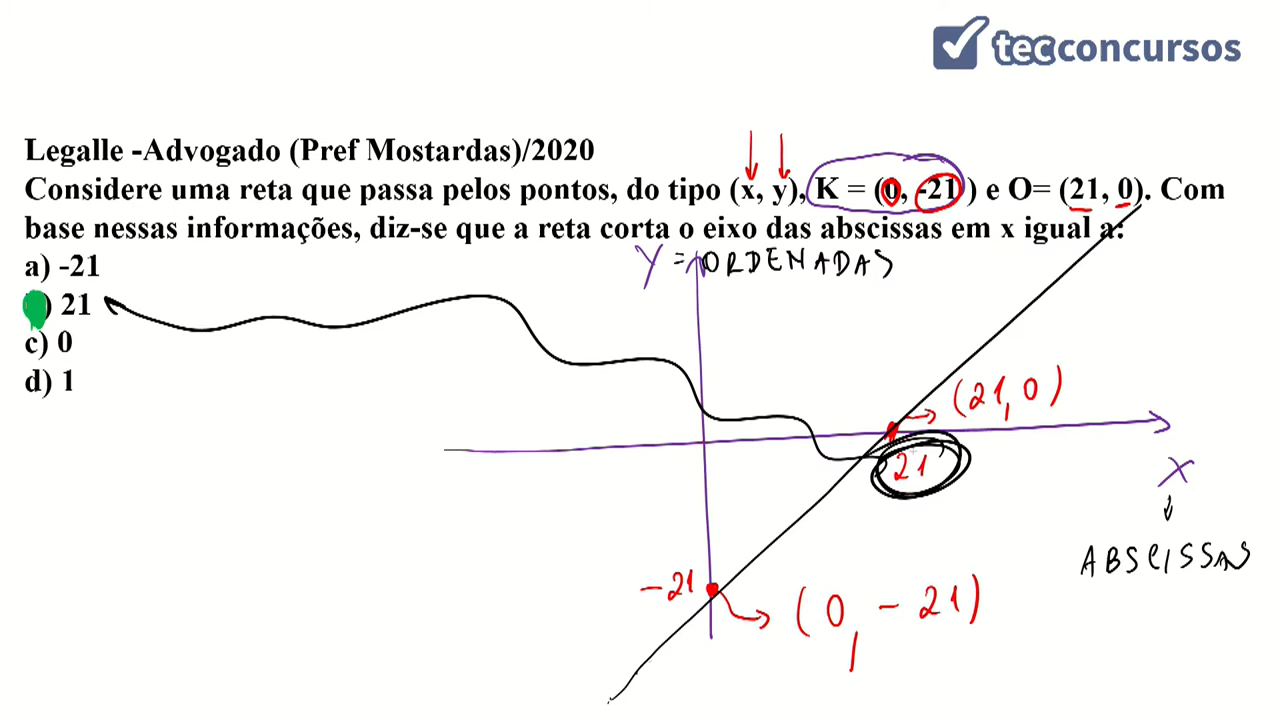 tecconcursos
Legalle -Advogado (Pref Mostardas)/2020
Considere uma reta que passa pelos pontos, do tipo (x, y), K = (0, -21) e O= (21, 0). Com
base nessas informações, diz-se que a reta corta o eixo das abscissas em x igual a:
Y = ORDENADAS
a) -21
) 21
c) 0
d) 1
(21, 0)
21
X
ABSCISSAS
-21
(0, -21)